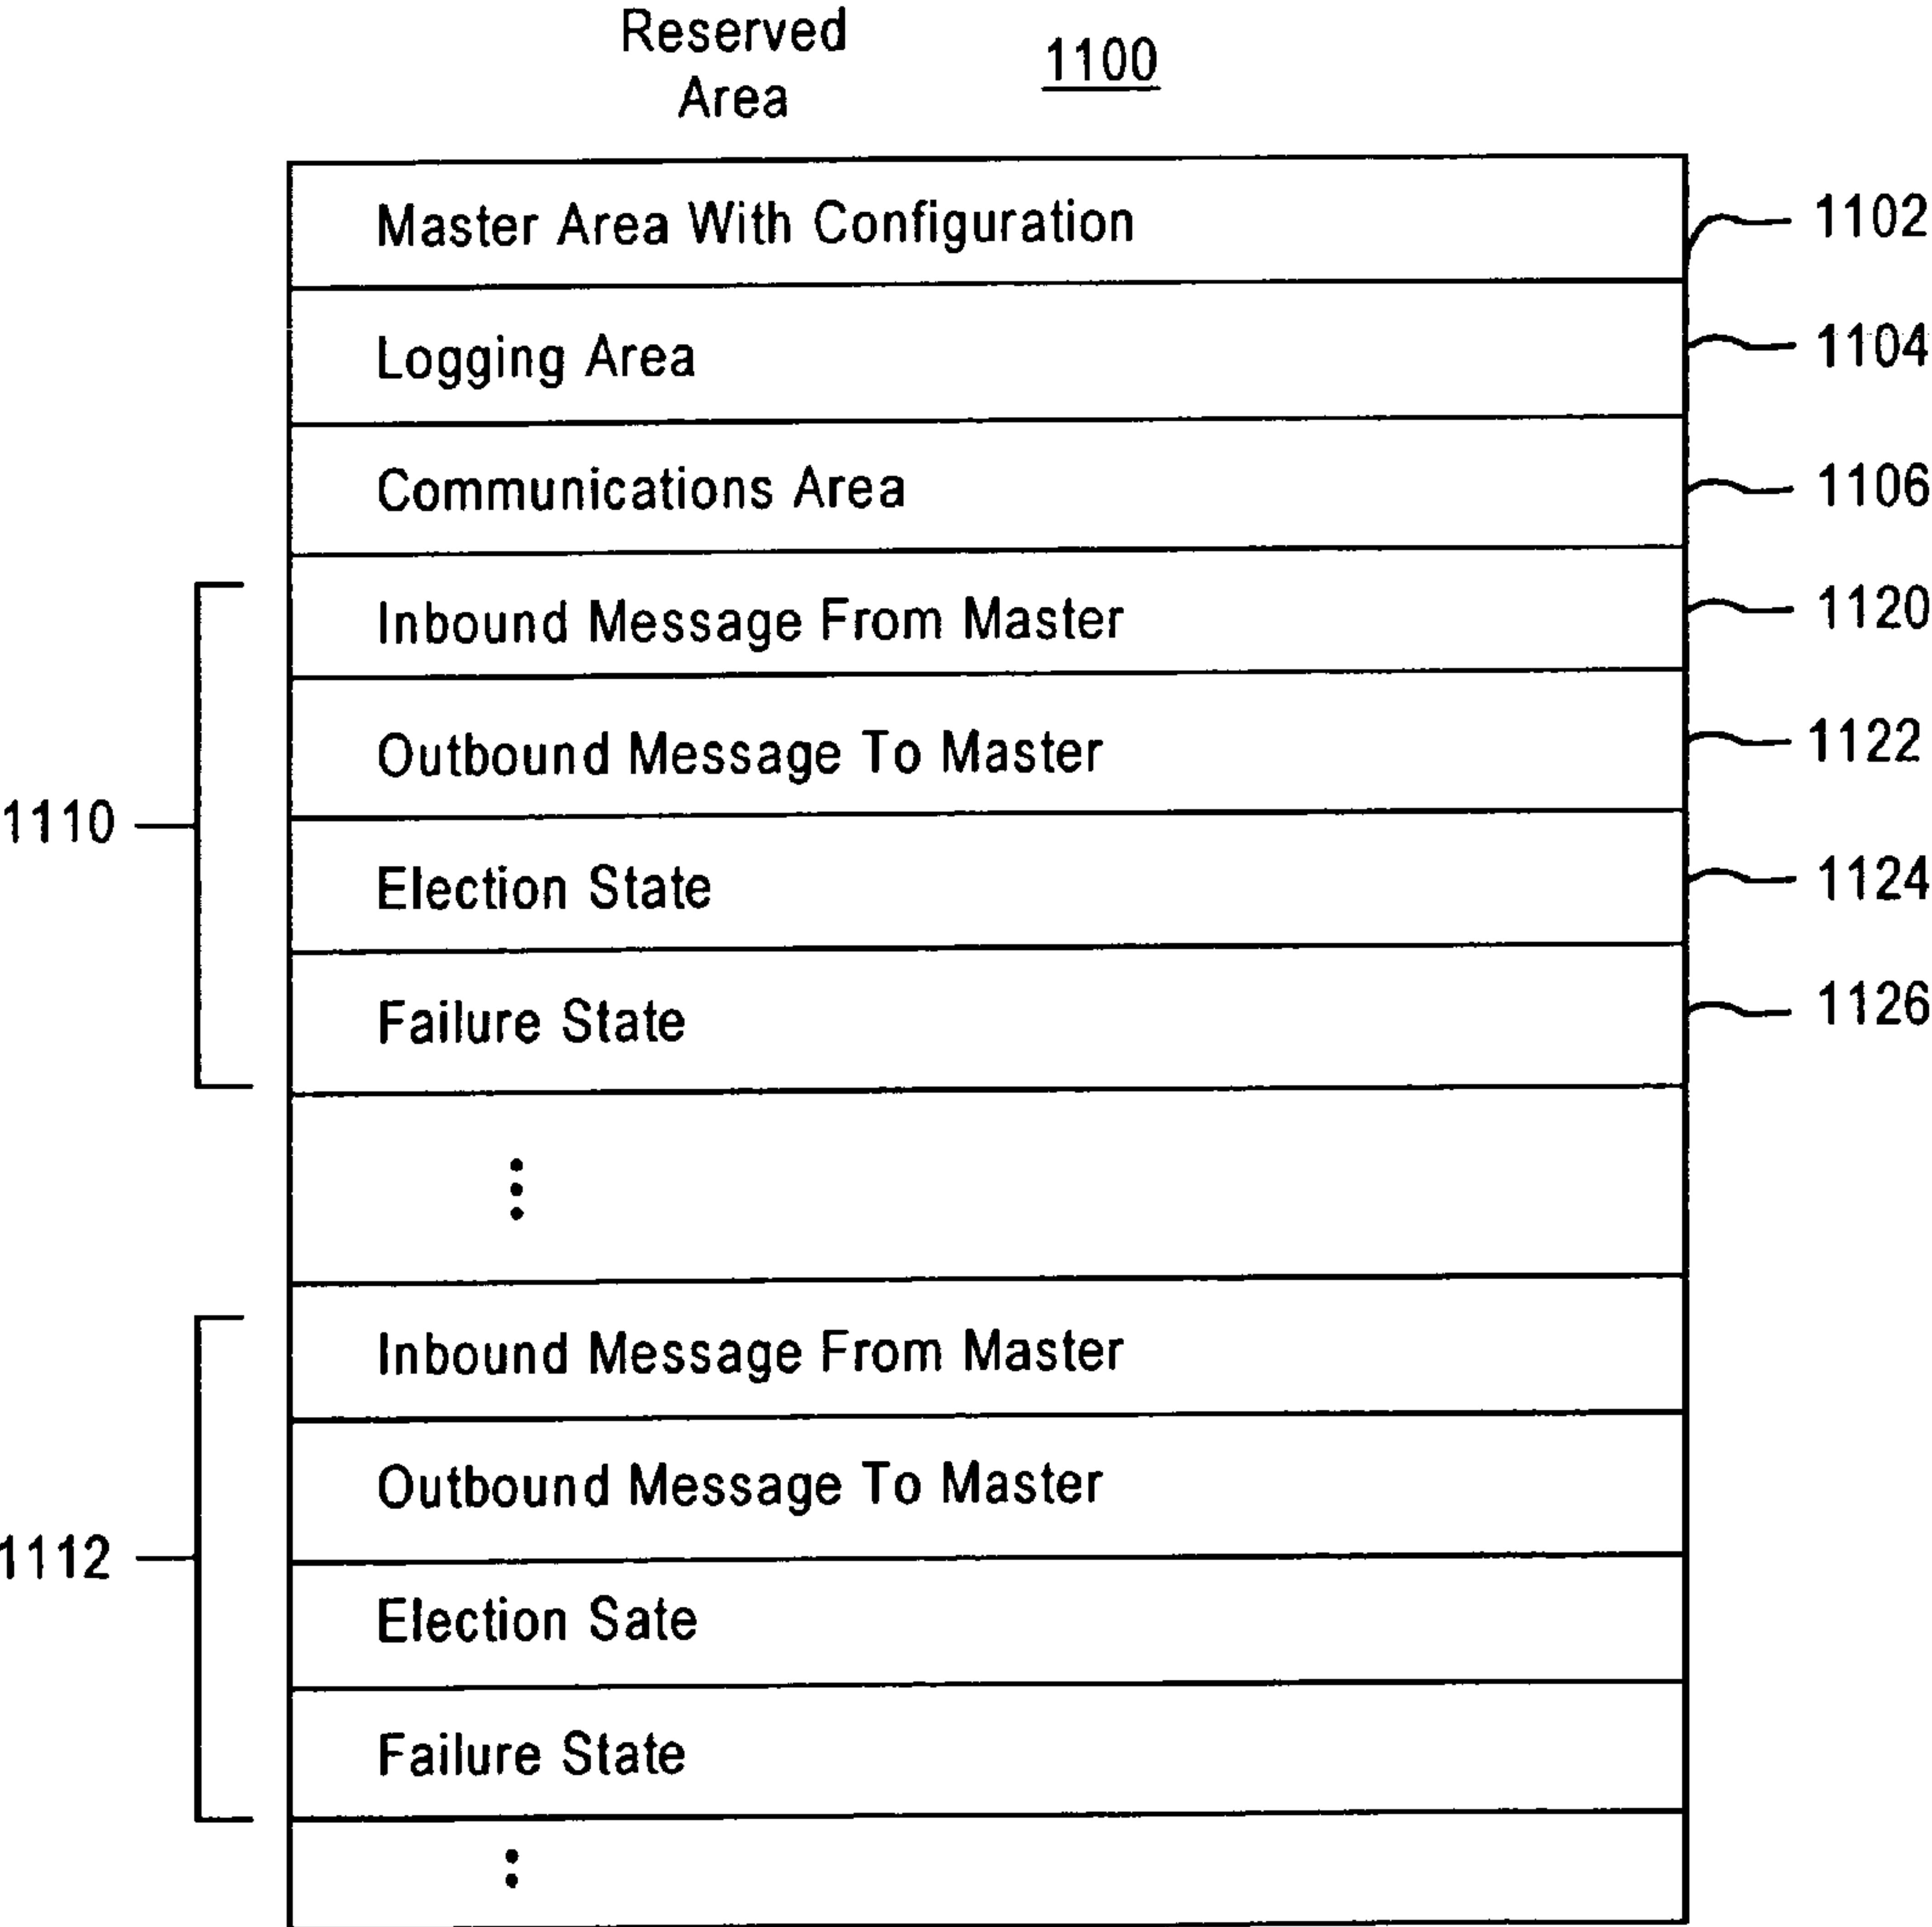 Reserved
Area
1100
Master Area With Configuration
1102
Logging Area
1104
Communications Area
1106
1110
Inbound Message From Master
1120
Outbound Message To Master
1122
Election State
1124
Failure State
1126
1112
Inbound Message From Master
Outbound Message To Master
Election Sate
Failure State